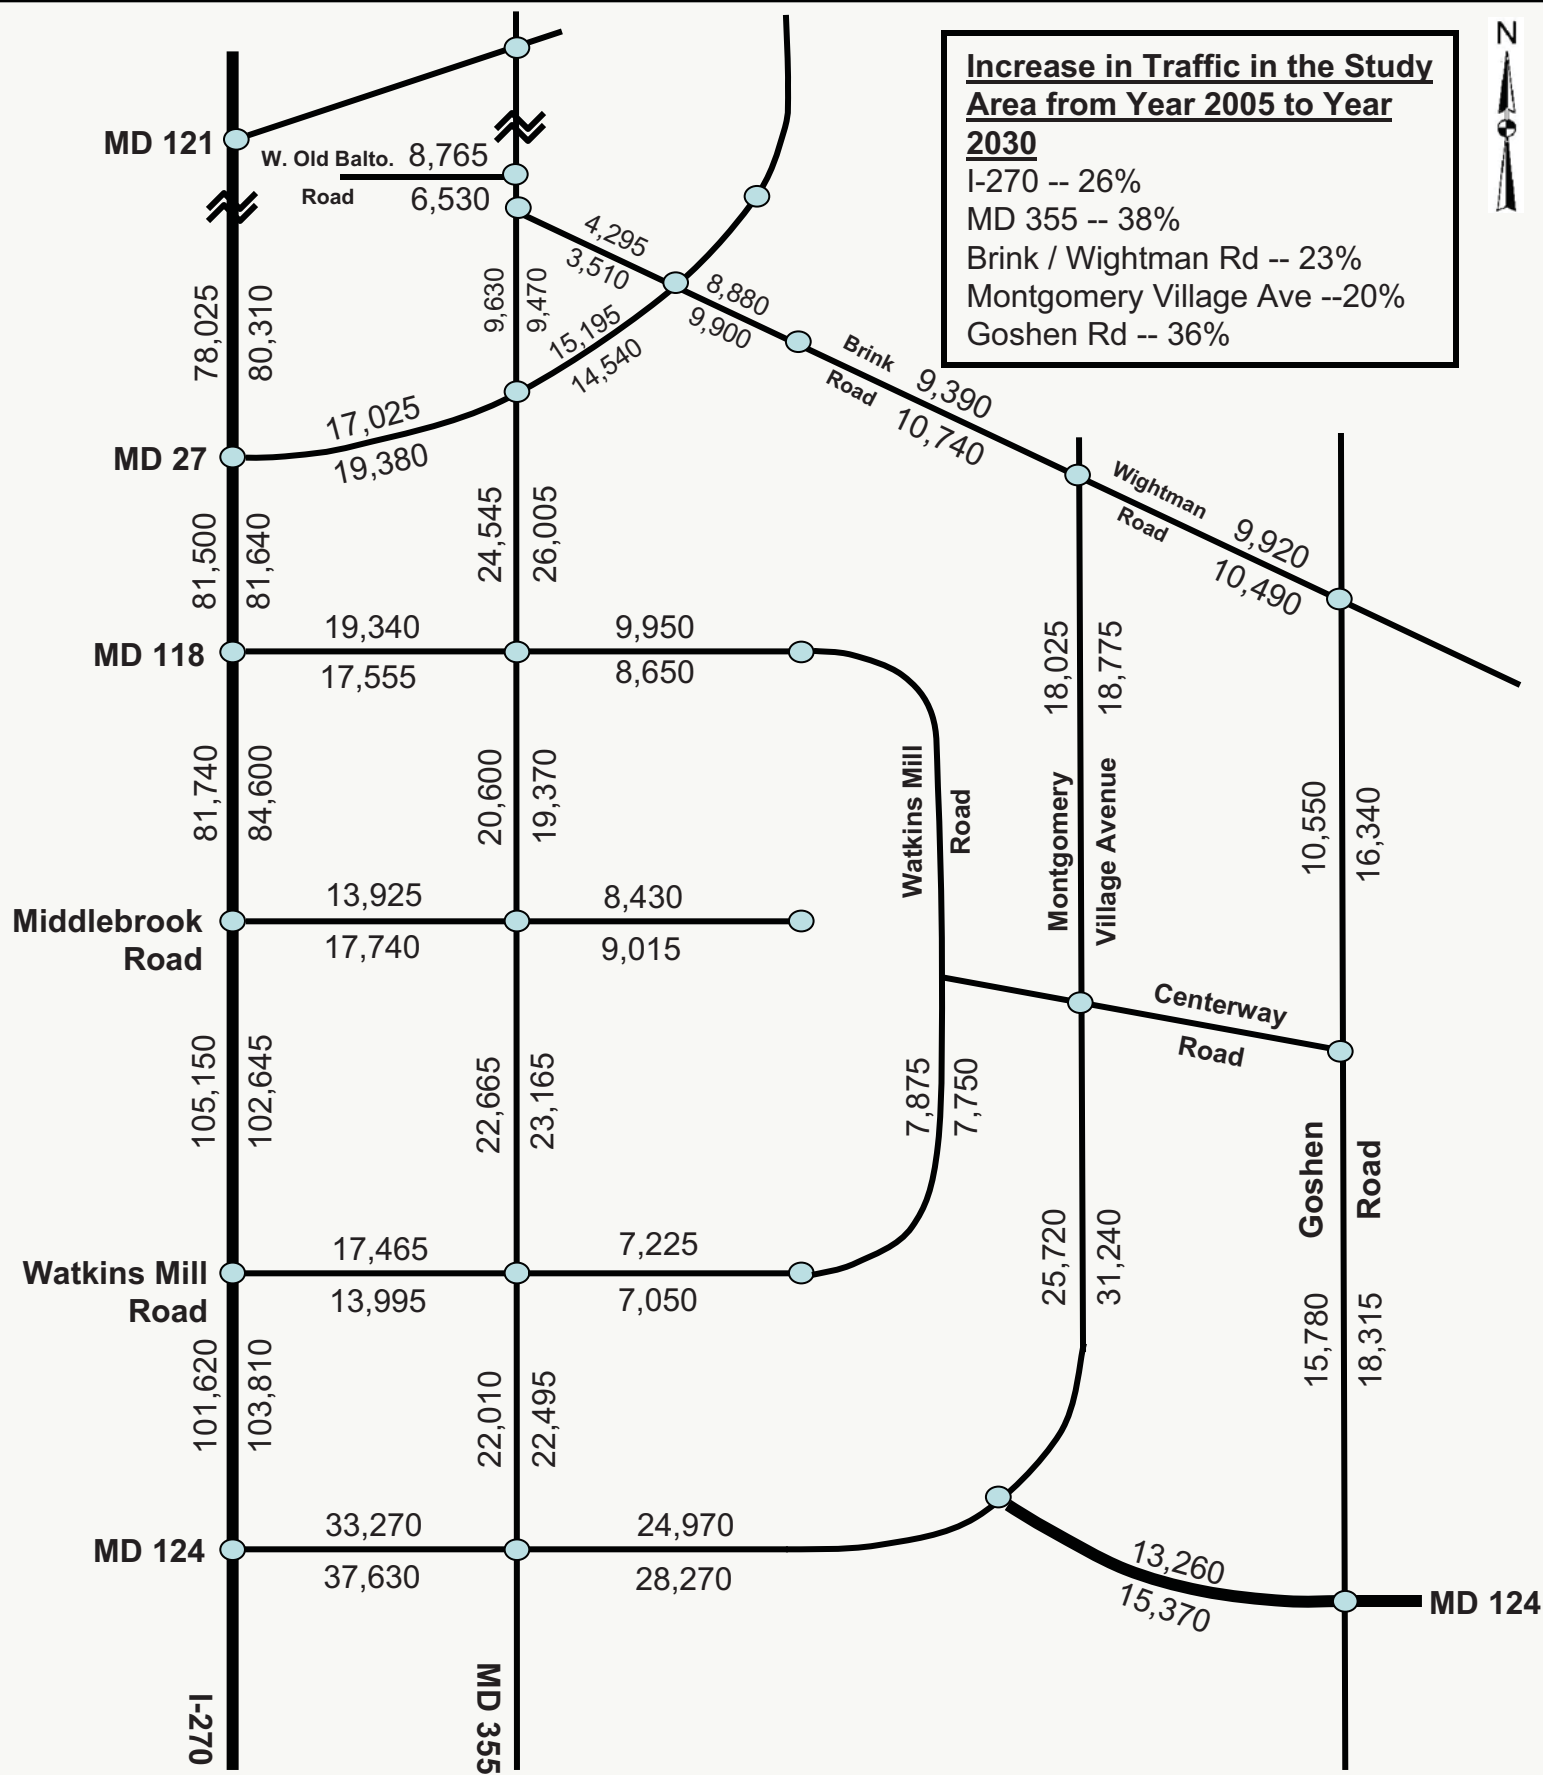 N
Increase in Traffic in the Study
Area from Year 2005 to Year
2030
I-270 -- 26%
MD 355 -- 38%
Brink / Wightman Rd -- 23%
Montgomery Village Ave --20%
Goshen Rd -- 36%
MD 121
W. Old Balto. 8,765
Road 6,530
4,295
3,510
8,880
9,900
78,025
80,310
9,630
9,470
15,195
14,540
Brink
Road
9,390
10,740
17,025
19,380
MD 27
Wightman
Road
9,920
10,490
81,500
81,640
24,545
26,005
MD 118
19,340
17,555
9,950
8,650
18,025
18,775
81,740
84,600
20,600
19,370
Watkins Mill
Road
Montgomery
Village Avenue
10,550
16,340
Middlebrook
Road
13,925
17,740
8,430
9,015
Centerway
Road
105,150
102,645
22,665
23,165
7,875
7,750
Goshen
Road
Watkins Mill
Road
17,465
13,995
7,225
7,050
25,720
31,240
15,780
18,315
101,620
103,810
22,010
22,495
MD 124
33,270
37,630
24,970
28,270
13,260
15,370
MD 124
I-270
MD 355